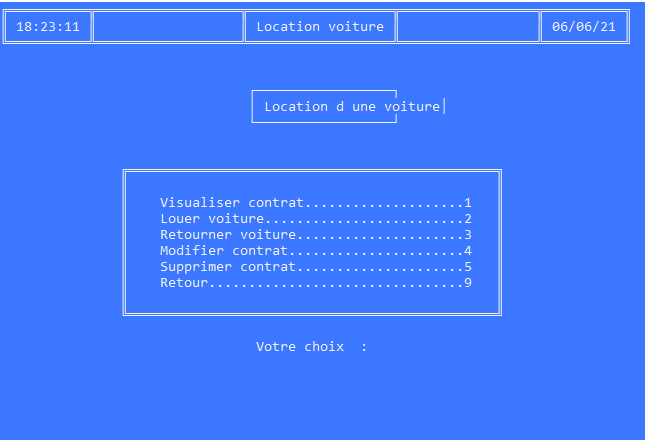 18:23:11 Location voiture 06/06/21
Location d une voiture
Visualiser contrat....................1
Louer voiture.........................2
Retourner voiture.....................3
Modifier contrat......................4
Supprimer contrat.....................5
Retour................................9
Votre choix  :